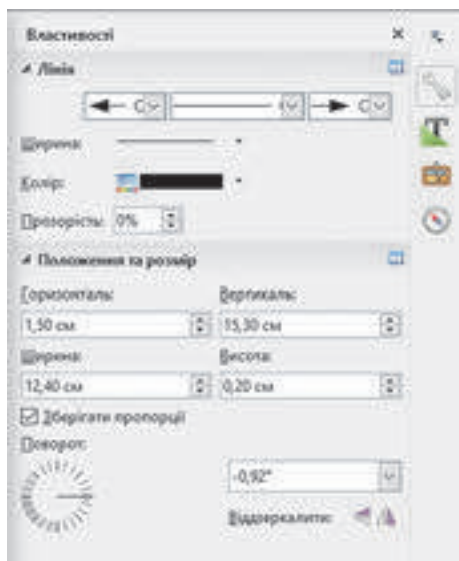 Властивості
Лінія
Ширина:
Колір:
Прозорість: 0%
Положення та розмір
Горизонталь: Вертикаль:
1,50 см 15,30 см
Ширина: Висота:
12,40 см 0,20 см
Зберігати пропорції
Поворот:
-0,92°
Віддзеркалити: